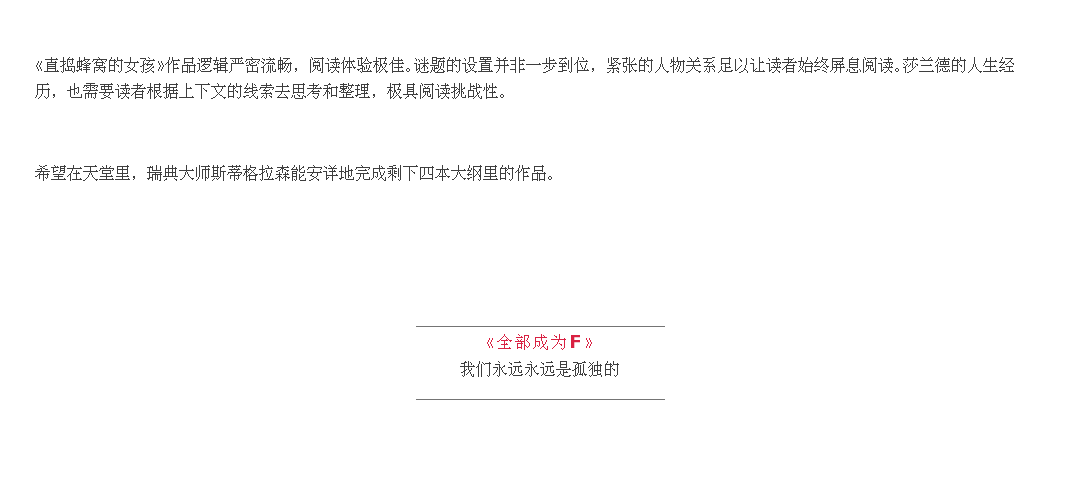 《直捣蜂窝的女孩》作品逻辑严密流畅，阅读体验极佳。谜题的设置并非一步到位，紧张的人物关系足以让读者始终屏息阅读。莎兰德的人生经
历，也需要读者根据上下文的线索去思考和整理，极具阅读挑战性。
希望在天堂里，瑞典大师斯蒂格拉森能安详地完成剩下四本大纲里的作品。
《全部成为F》
我们永远永远是孤独的